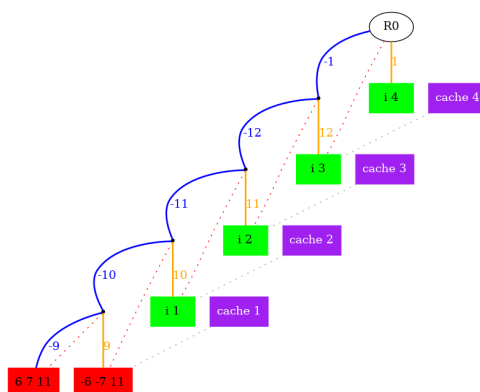 R0
-1
1
i 4
cache 4
-12
12
i 3
cache 3
-11
11
i 2
cache 2
-10
10
i 1
cache 1
-9
9
6 7 11
-6 -7 11